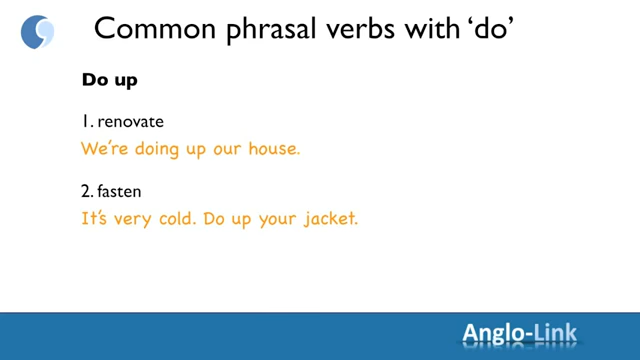 Common phrasal verbs with ‘do’
Do up
1. renovate
We’re doing up our house.
2. fasten
It’s very cold. Do up your jacket.
Anglo-Link